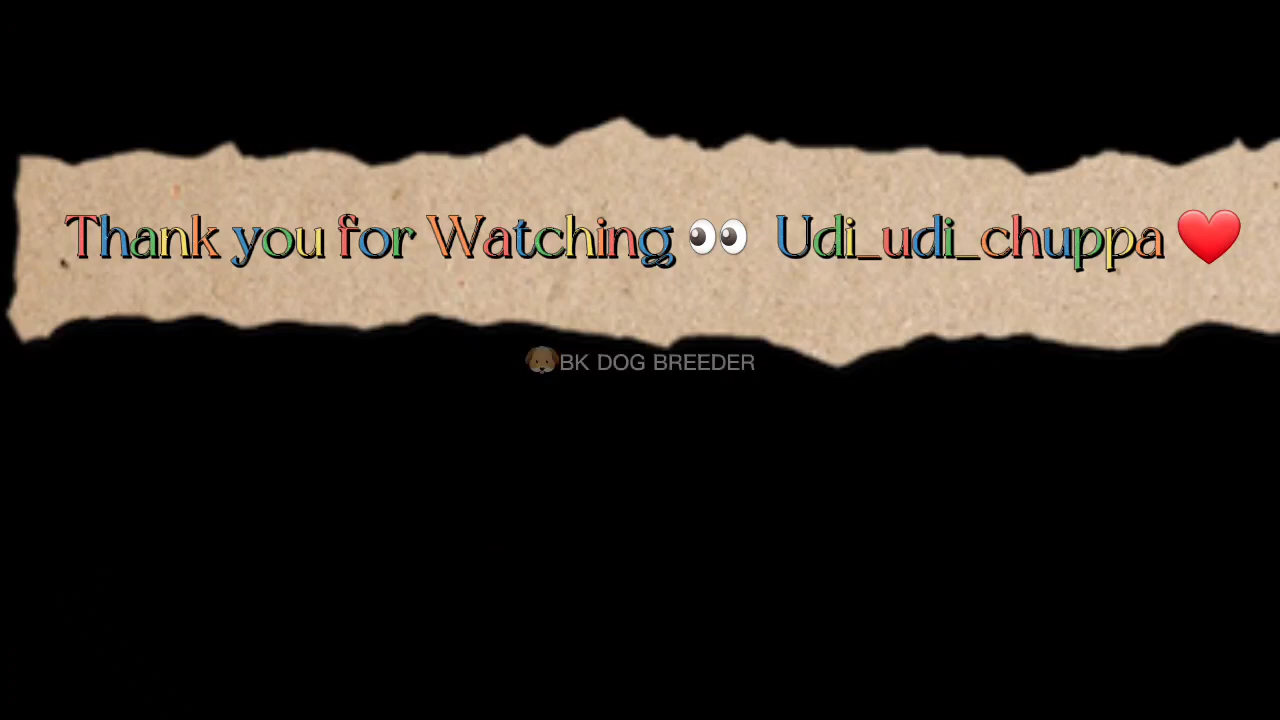 Thank you for Watching 👀 Udi_udi_chuppa ❤️
🐶BK DOG BREEDER